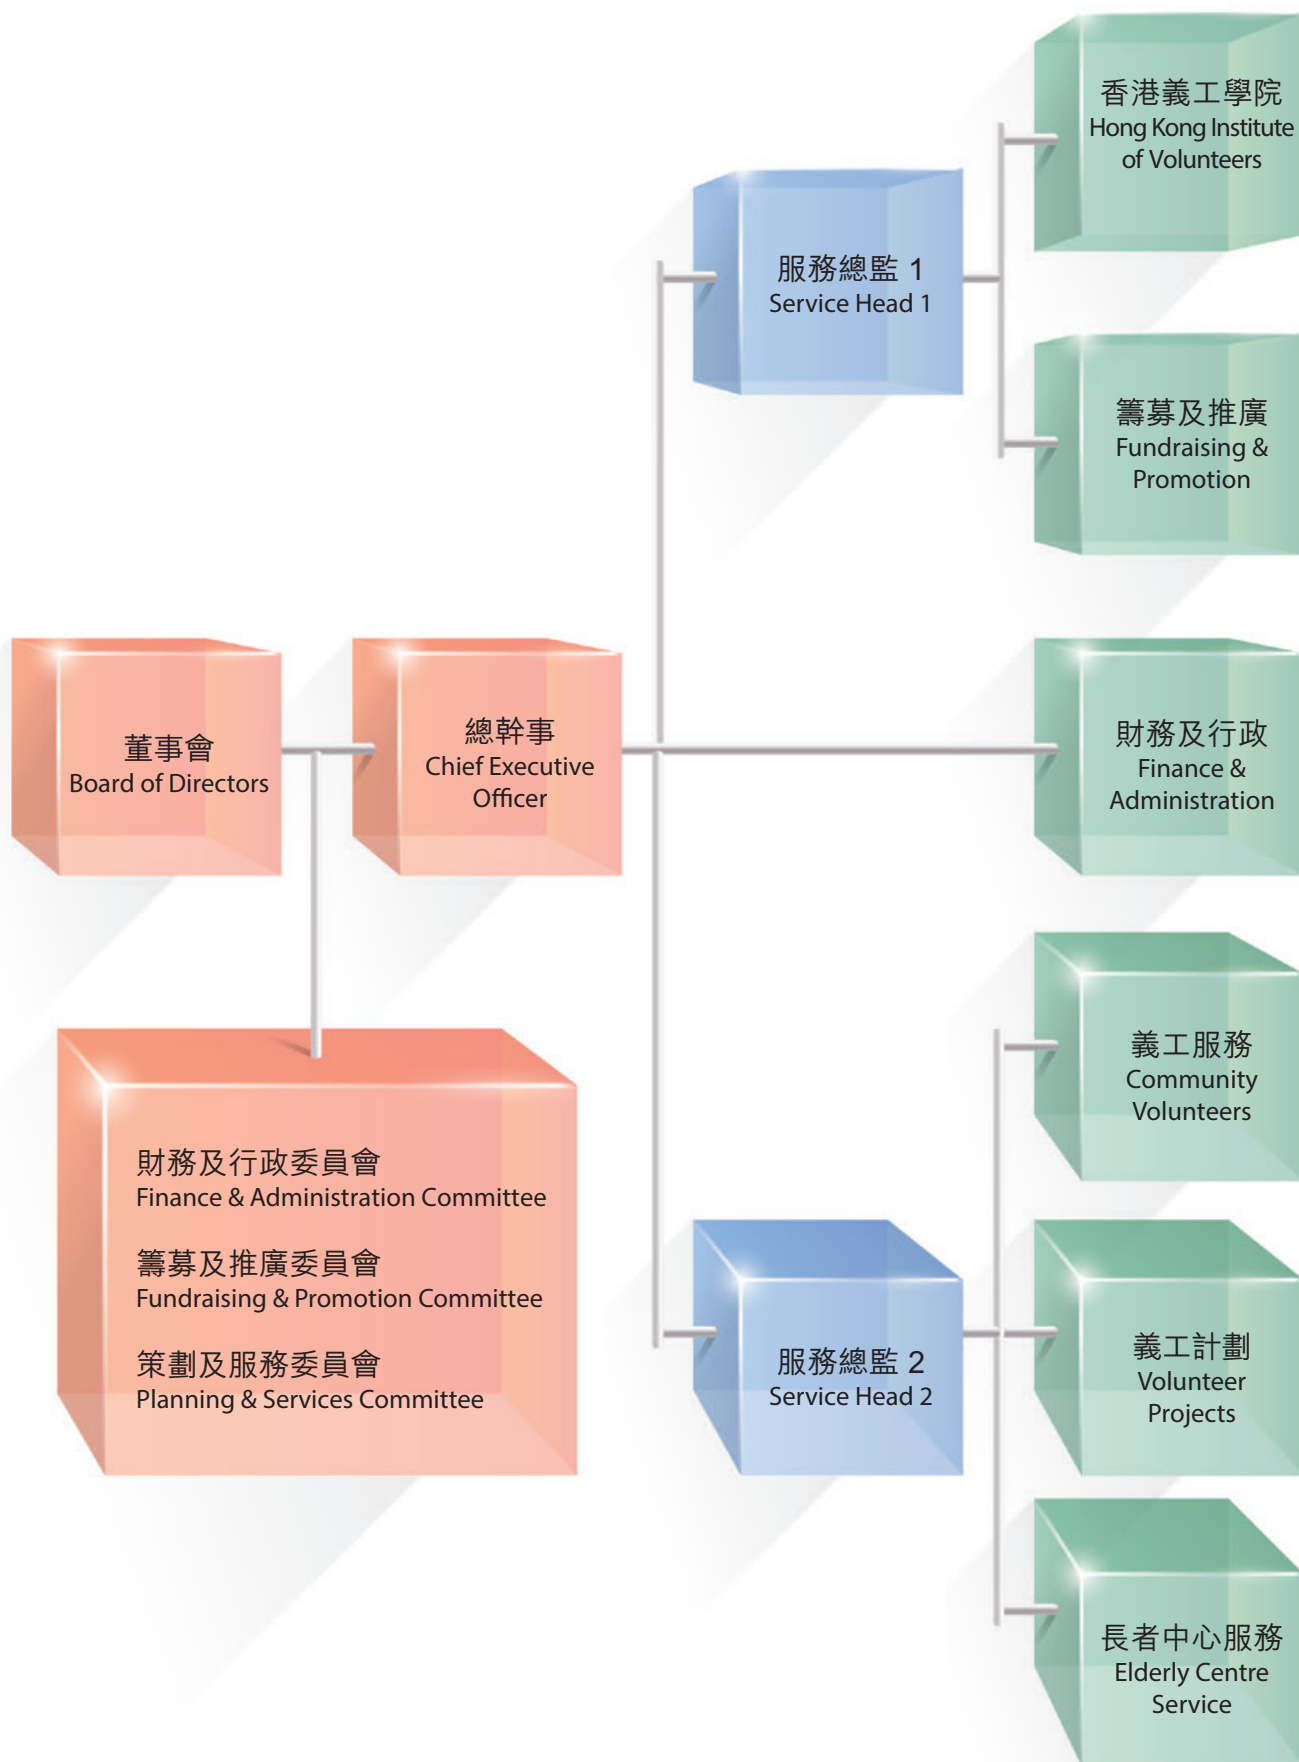 董事會
Board of Directors
總幹事
Chief Executive
Officer
財務及行政委員會
Finance & Administration Committee
籌募及推廣委員會
Fundraising & Promotion Committee
策劃及服務委員會
Planning & Services Committee
服務總監 1
Service Head 1
服務總監 2
Service Head 2
香港義工學院
Hong Kong Institute
of Volunteers
籌募及推廣
Fundraising &
Promotion
財務及行政
Finance &
Administration
義工服務
Community
Volunteers
義工計劃
Volunteer
Projects
長者中心服務
Elderly Centre
Service